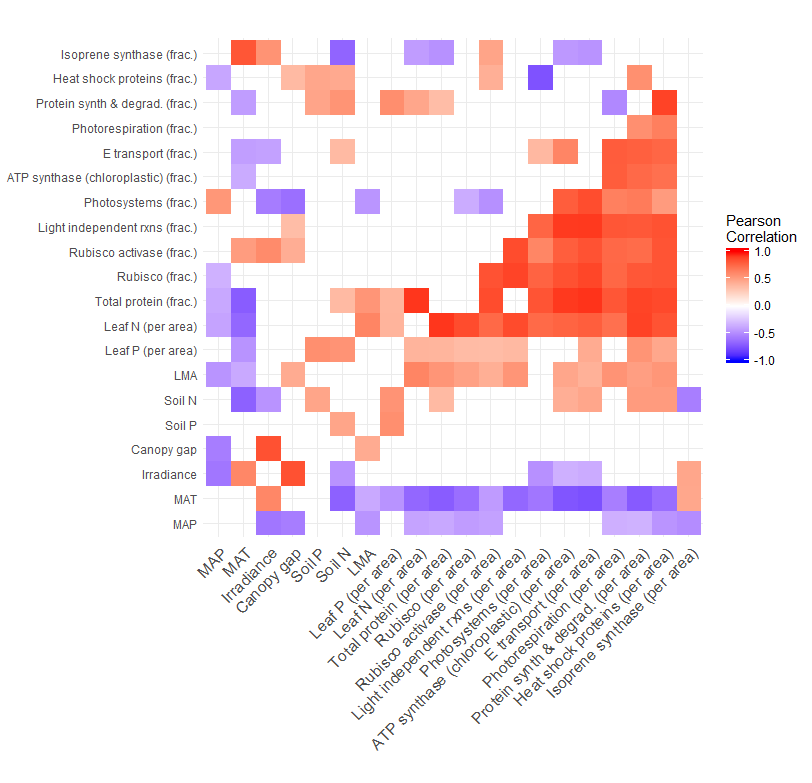 Isoprene synthase (frac.)
Heat shock proteins (frac.)
Protein synth & degrad. (frac.)
Photorespiration (frac.)
E transport (frac.)
ATP synthase (chloroplastic) (frac.)
Photosystems (frac.)
Light independent rxns (frac.)
Rubisco activase (frac.)
Rubisco (frac.)
Total protein (frac.)
Leaf N (per area)
Leaf P (per area)
LMA
Soil N
Soil P
Canopy gap
Irradiance
MAT
MAP
MAP
MAT
Irradiance
Canopy gap
Soil P
Soil N
LMA
Leaf P (per area)
Leaf N (per area)
Total protein (per area)
Rubisco (per area)
Rubisco activase (per area)
Light independent rxns (per area)
Photosystems (per area)
ATP synthase (chloroplastic) (per area)
E transport (per area)
Photorespiration (per area)
Protein synth & degrad. (per area)
Heat shock proteins (per area)
Isoprene synthase (per area)
Pearson
Correlation
1.0
0.5
0.0
-0.5
-1.0